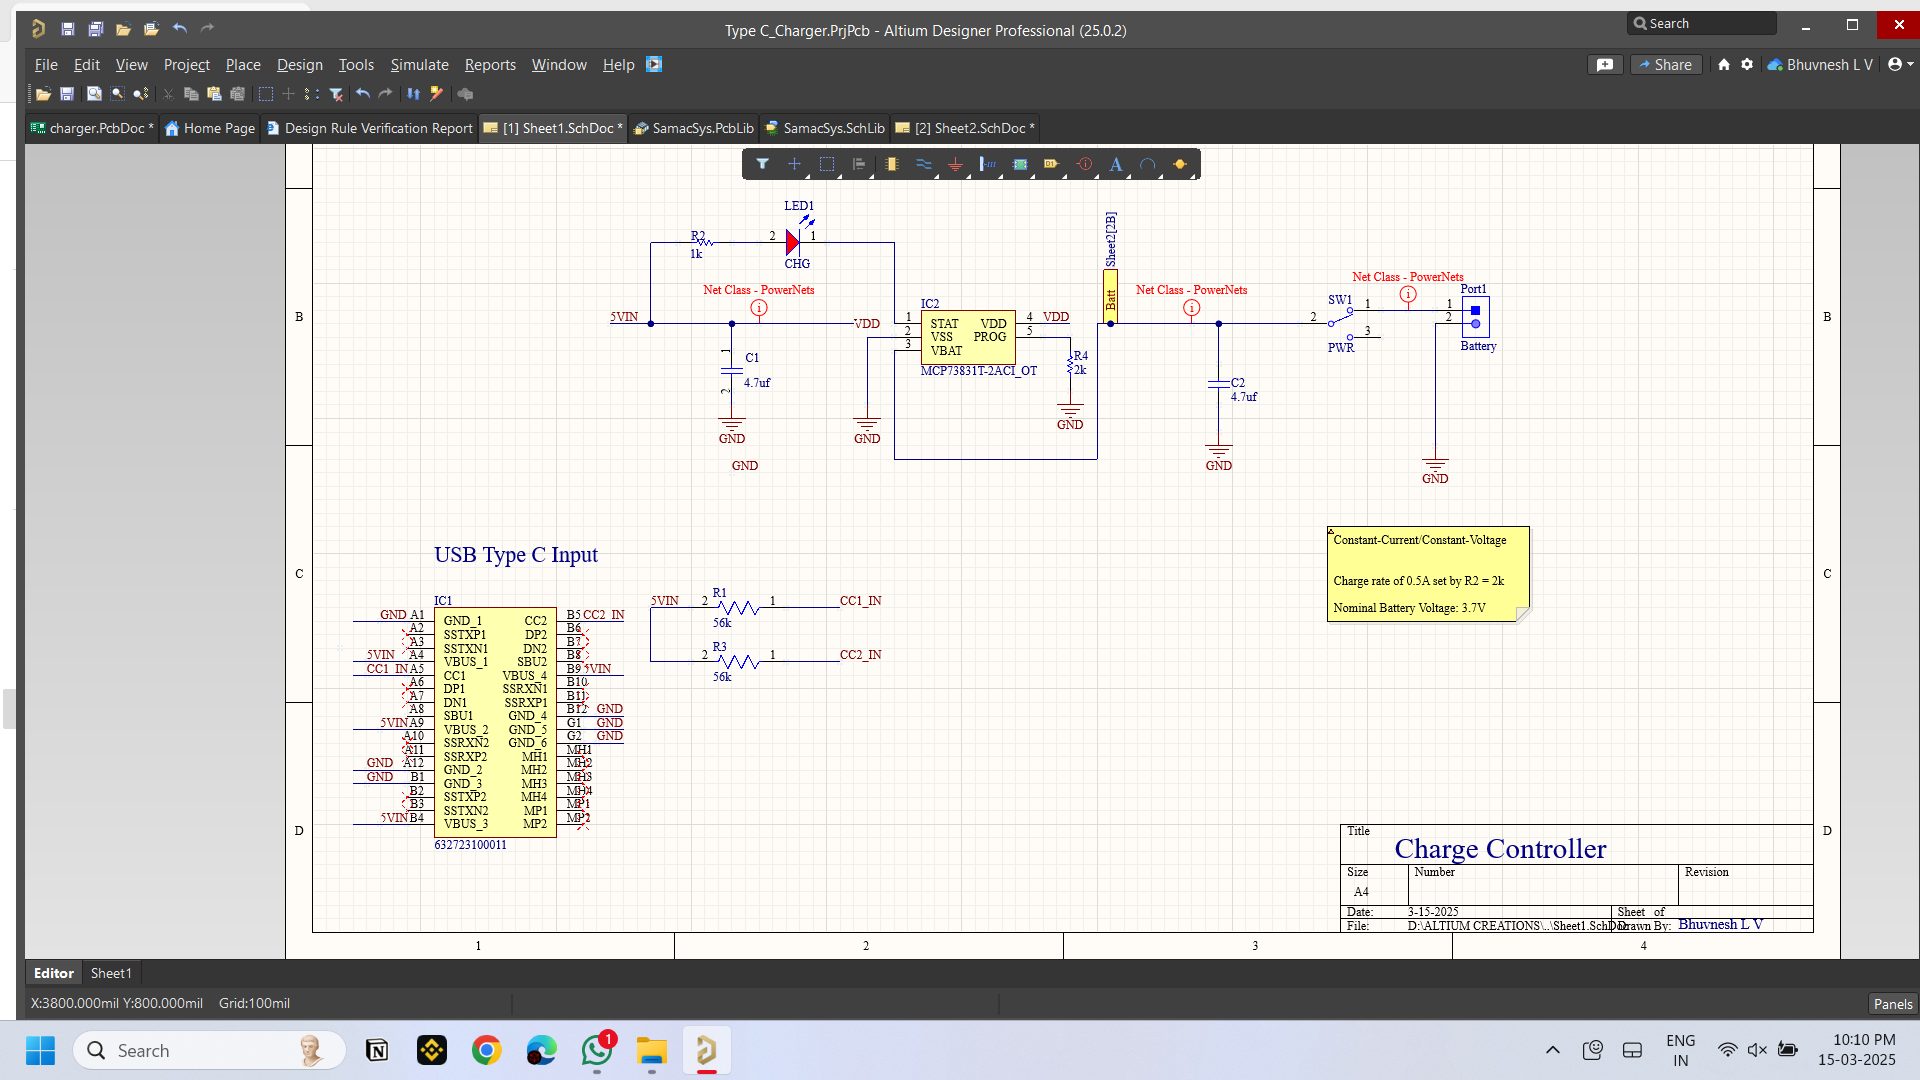 Type C_Charger.PrjPcb - Altium Designer Professional (25.0.2)
Search
File Edit View Project Place Design Tools Simulate Reports Window Help
Share
Bhuvnesh L V
charger.PcbDoc *
Home Page
Design Rule Verification Report
[1] Sheet1.SchDoc *
SamacSys.PcbLib
SamacSys.SchLib
[2] Sheet2.SchDoc *
LED1
R2
1k
2
1
CHG
Sheet2[2B]
Batt
Net Class - PowerNets
Net Class - PowerNets
Net Class - PowerNets
5VIN
VDD
IC2
1 STAT VDD 4 VDD
2 VSS PROG 5
3 VBAT
MCP73831T-2ACI_OT
R4
2k
1
C1
4.7uf
2
C2
4.7uf
SW1
2
1
3
PWR
Port1
1
2
Battery
GND
GND
GND
GND
GND
GND
B
B
C
C
D
D
USB Type C Input
IC1
GND A1 GND_1 CC2 B5 CC2_IN
A2 SSTXP1 DP2 B6
A3 SSTXN1 DN2 B7
5VIN A4 VBUS_1 SBU2 B8
CC1_IN A5 CC1 VBUS_4 B9 5VIN
A6 DP1 SSRXN1 B10
A7 DN1 SSRXP1 B11
A8 SBU1 GND_4 B12 GND
5VIN A9 VBUS_2 GND_5 G1 GND
A10 SSRXN2 GND_6 G2 GND
A11 SSRXP2 MH1 MH1
GND A12 GND_2 MH2 MH2
GND B1 GND_3 MH3 MH3
B2 SSTXP2 MH4 MH4
B3 SSTXN2 MP1 MP1
5VIN B4 VBUS_3 MP2 MP2
632723100011
5VIN 2 R1 1 CC1_IN
56k
2 R3 1 CC2_IN
56k
Constant-Current/Constant-Voltage
Charge rate of 0.5A set by R2 = 2k
Nominal Battery Voltage: 3.7V
Title
Charge Controller
Size
Number
Revision
A4
Date: 3-15-2025 Sheet of
File: D:\ALTIUM CREATIONS\..\Sheet1.SchDoc Drawn By: Bhuvnesh L V
1
2
3
4
Editor Sheet1
X:3800.000mil Y:800.000mil Grid:100mil
Panels
Search
1
ENG
IN
10:10 PM
15-03-2025